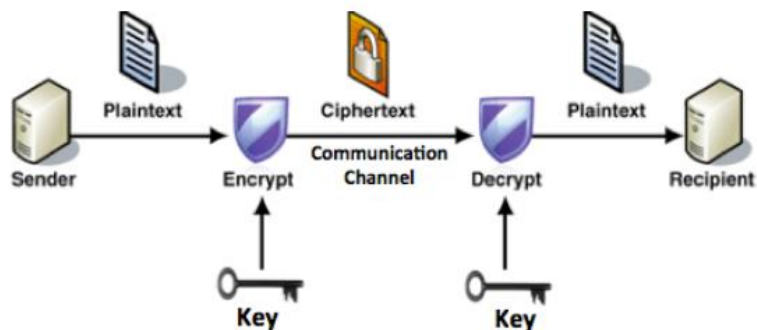 Plaintext
Ciphertext
Plaintext
Communication
Channel
Sender
Encrypt
Decrypt
Recipient
Key
Key